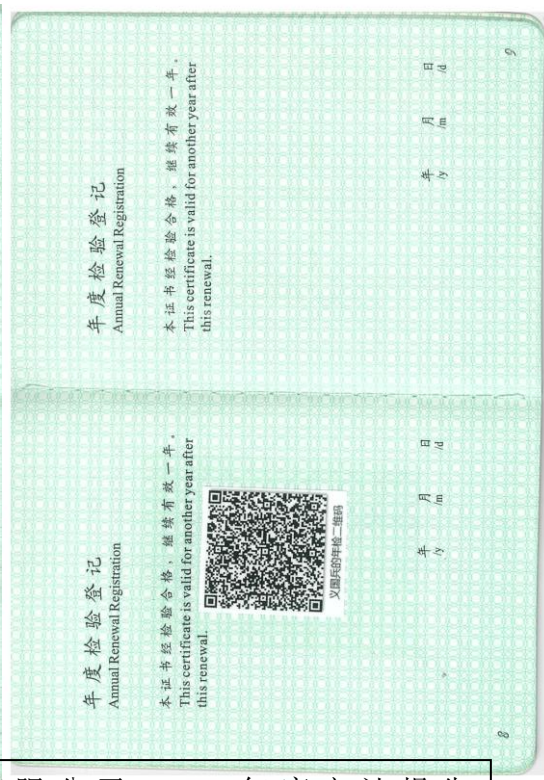 年度检验登记
Annual Renewal Registration
本证书经检验合格，继续有效一年。
This certificate is valid for another year after
this renewal.
义国兵的年检二维码
年 月 日
/y /m /d
8
年度检验登记
Annual Renewal Registration
本证书经检验合格，继续有效一年。
This certificate is valid for another year after
this renewal.
年 月 日
/y /m /d
9